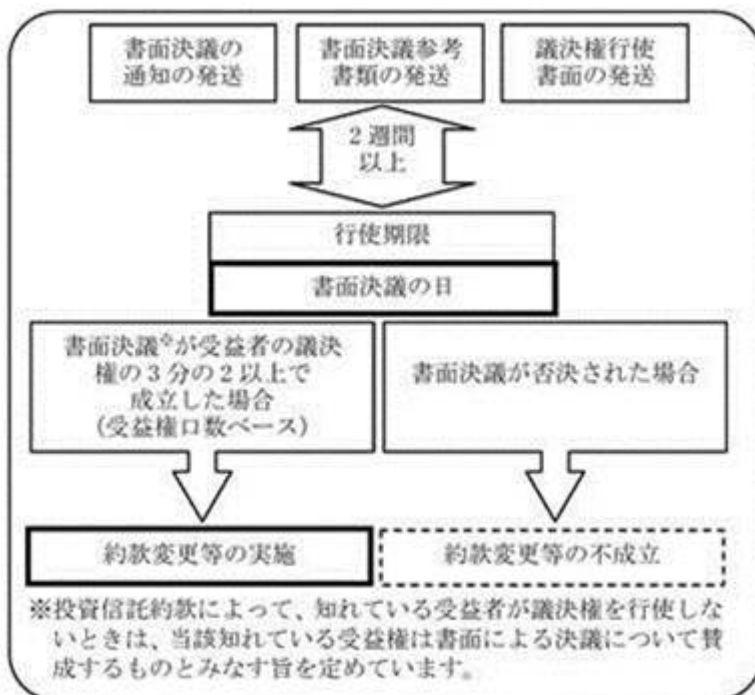 書面決議の
通知の発送
書面決議参考
書類の発送
議決権行使
書面の発送
2週間
以上
行使期限
書面決議の日
書面決議※が受益者の議決
権の3分の2以上で
成立した場合
(受益権口数ベース)
書面決議が否決された場合
約款変更等の実施
約款変更等の不成立
※投資信託約款によって、知れている受益者が議決権を行使しな
いときは、当該知れている受益権は書面による決議について賛
成するものとみなす旨を定めています。